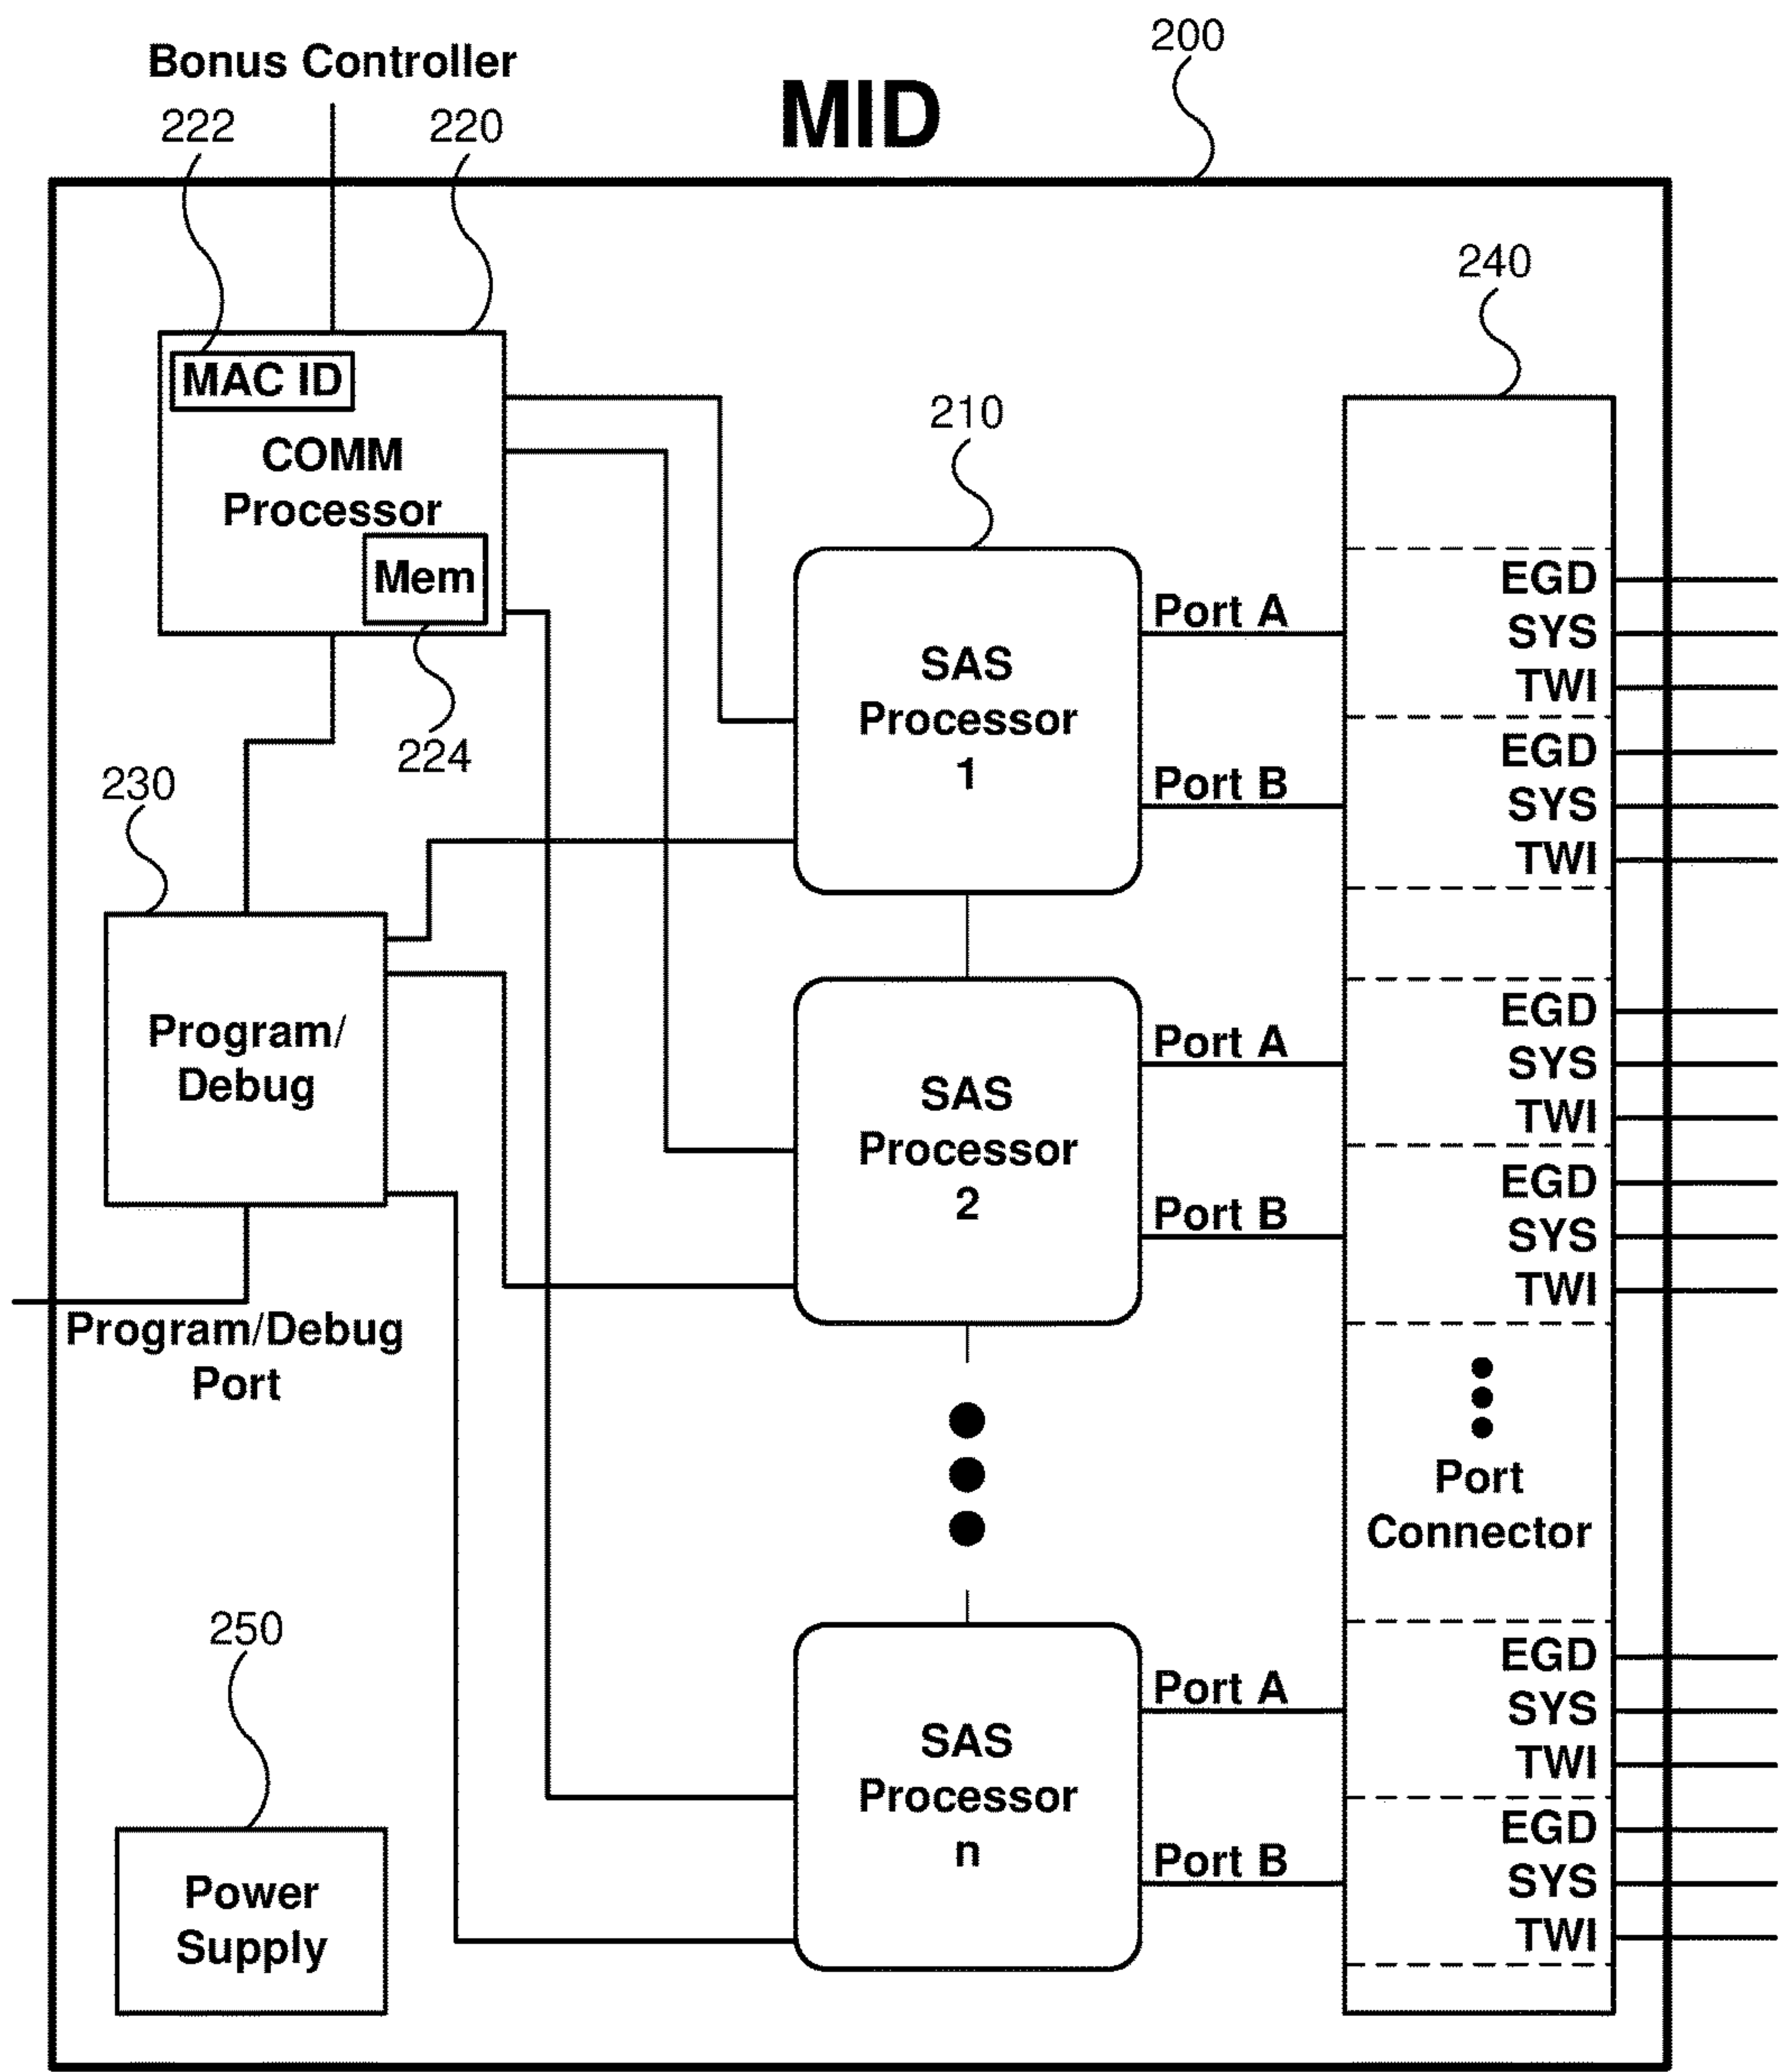 200
Bonus Controller
MID
222
220
240
MAC ID
COMM
Processor
Mem
224
210
SAS
Processor
1
Port A
Port B
EGD
SYS
TWI
EGD
SYS
TWI
230
Program/
Debug
Program/Debug
Port
SAS
Processor
2
Port A
Port B
EGD
SYS
TWI
EGD
SYS
TWI
Port
Connector
250
Power
Supply
SAS
Processor
n
Port A
Port B
EGD
SYS
TWI
EGD
SYS
TWI